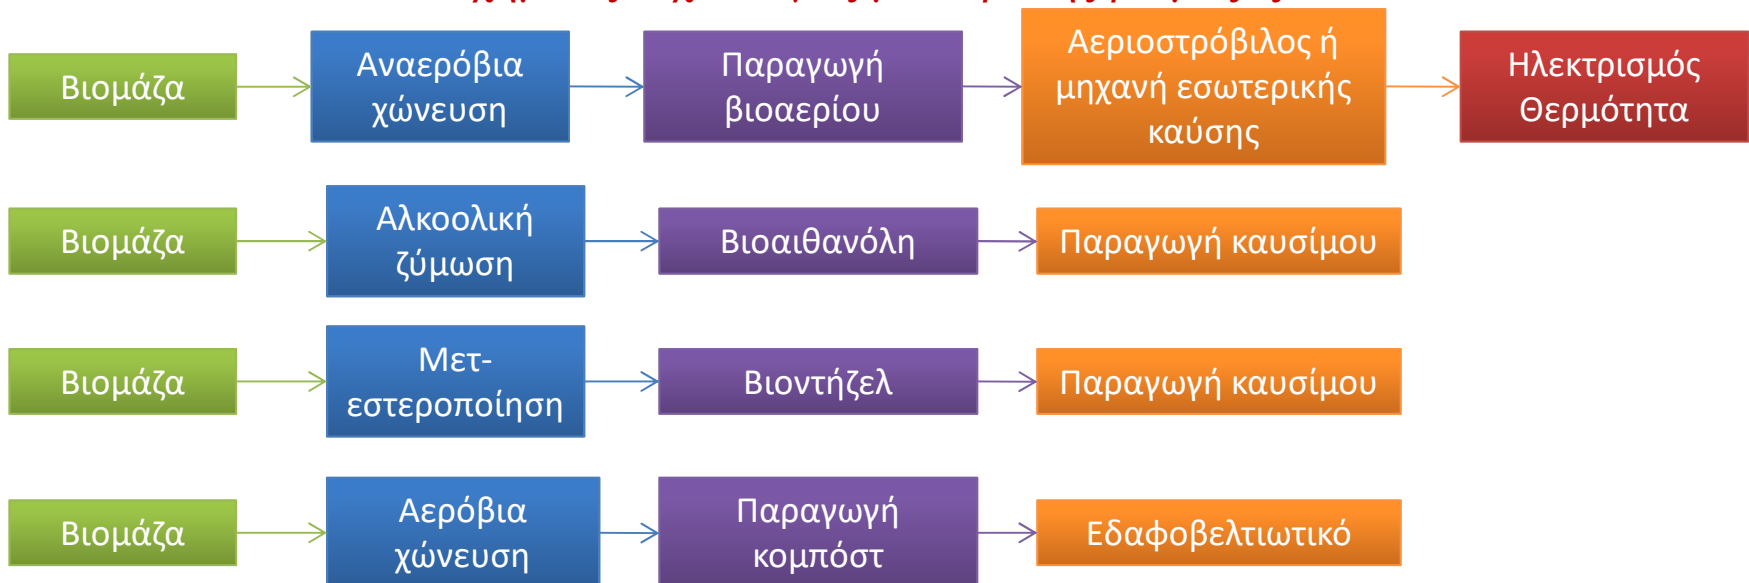 Βιομάζα
Αναερόβια
χώνευση
Παραγωγή
βιοαερίου
Αεριοστρόβιλος ή
μηχανή εσωτερικής
καύσης
Ηλεκτρισμός
Θερμότητα
Βιομάζα
Αλκοολική
ζύμωση
Βιοαιθανόλη
Παραγωγή καυσίμου
Βιομάζα
Μετ-
εστεροποίηση
Βιοντήζελ
Παραγωγή καυσίμου
Βιομάζα
Αερόβια
χώνευση
Παραγωγή
κομπόστ
Εδαφοβελτιωτικό